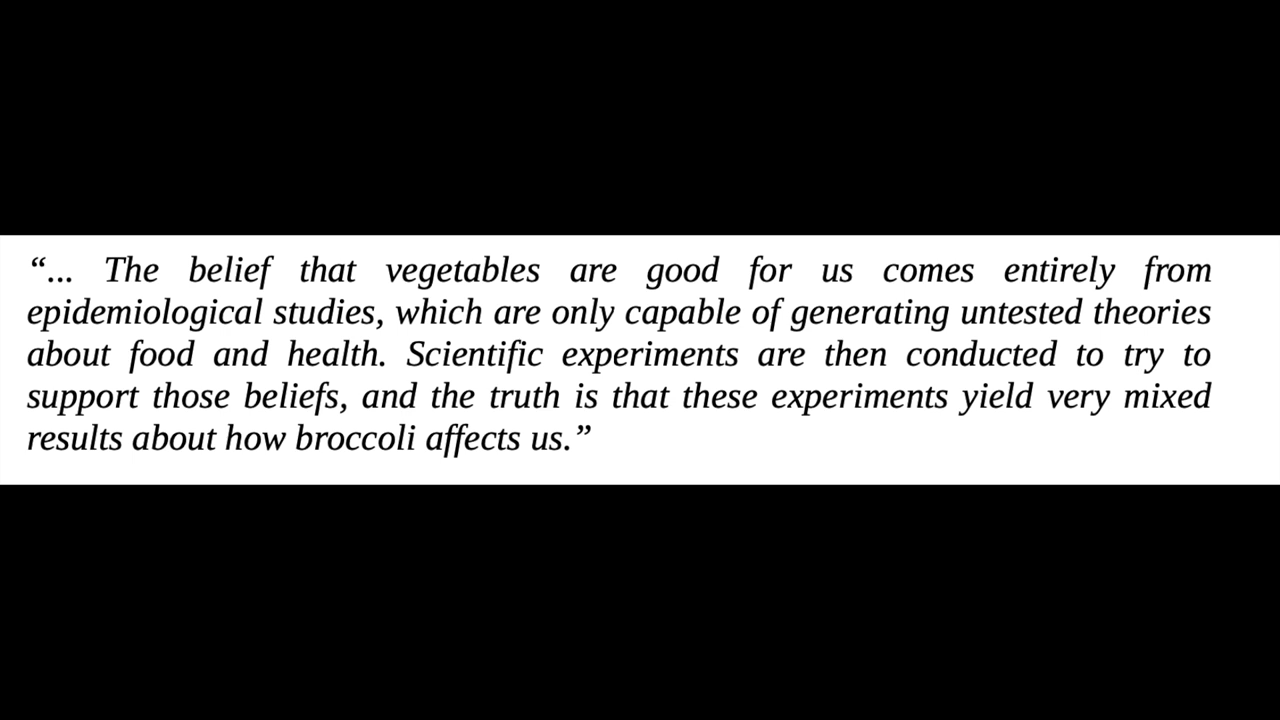 “... The belief that vegetables are good for us comes entirely from
epidemiological studies, which are only capable of generating untested theories
about food and health. Scientific experiments are then conducted to try to
support those beliefs, and the truth is that these experiments yield very mixed
results about how broccoli affects us.”